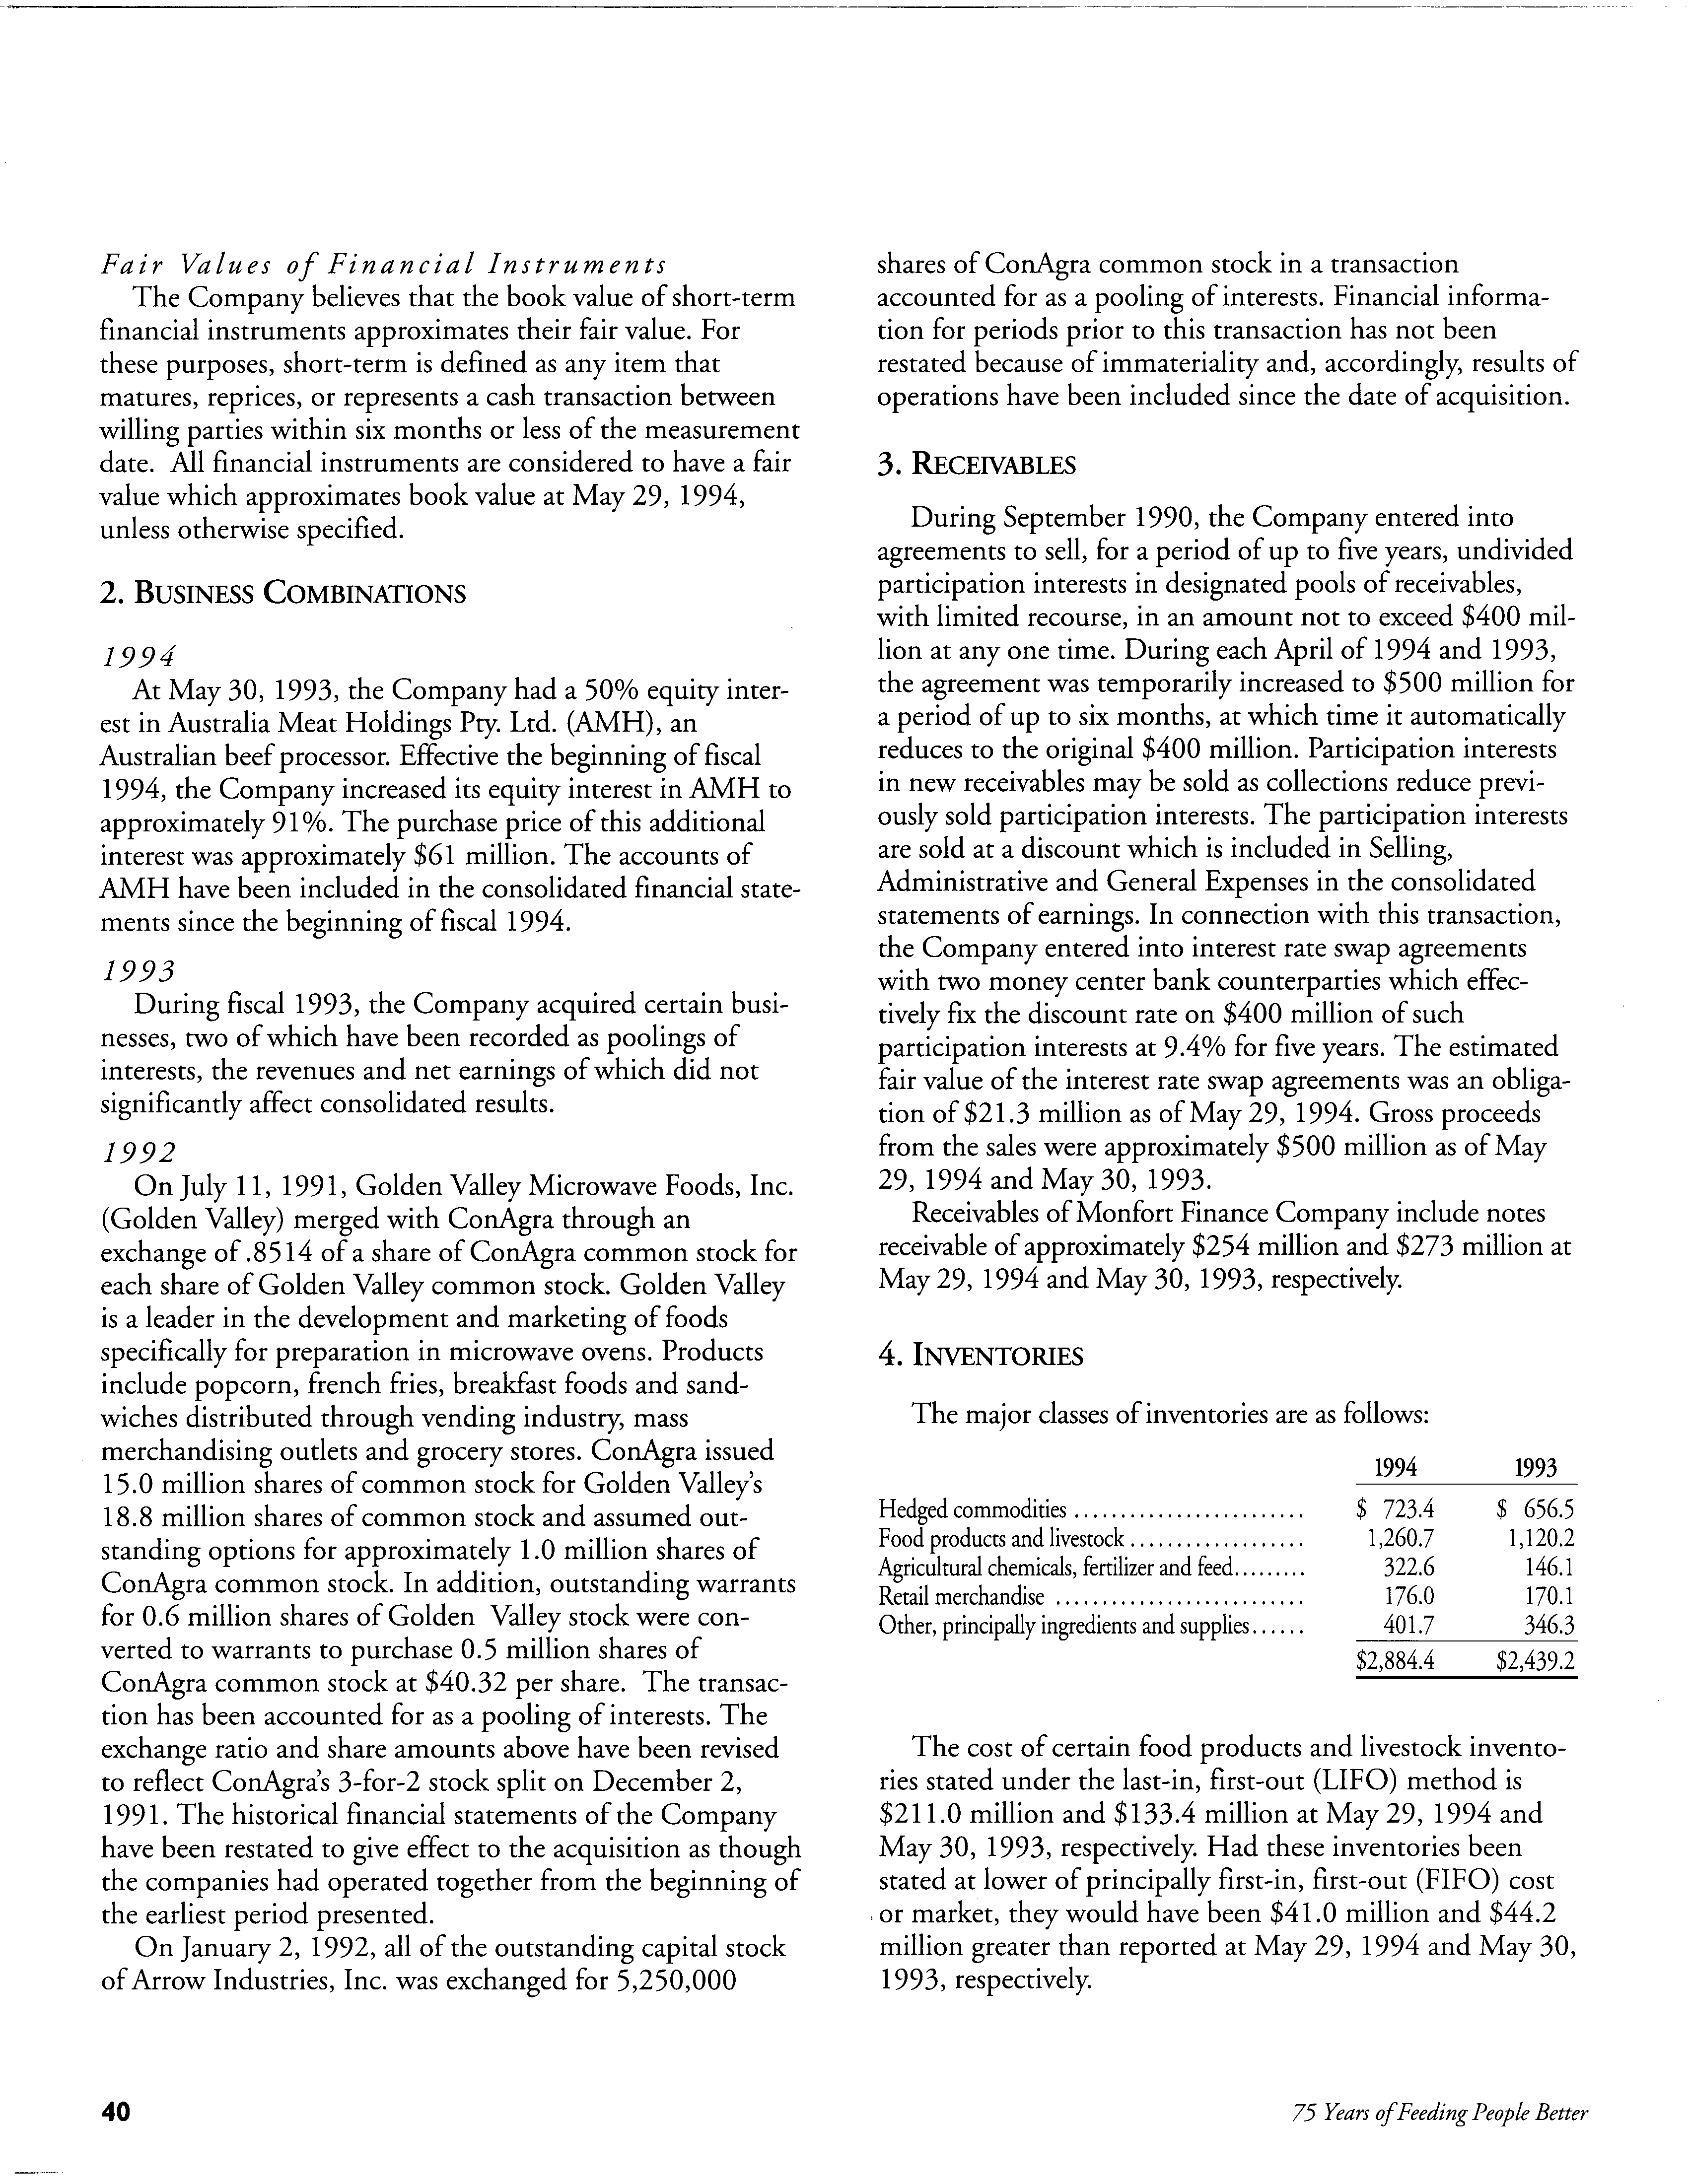 Fair Values of Financial Instruments
The Company believes that the book value of short-term
financial instruments approximates their fair value. For
these purposes, short-term is defined as any item that
matures, reprices, or represents a cash transaction between
willing parties within six months or less of the measurement
date. All financial instruments are considered to have a fair
value which approximates book value at May 29, 1994,
unless otherwise specified.
2. BUSINESS COMBINATIONS
1994
At May 30, 1993, the Company had a 50% equity inter-
est in Australia Meat Holdings Pty. Ltd. (AMH), an
Australian beef processor. Effective the beginning of fiscal
1994, the Company increased its equity interest in AMH to
approximately 91%. The purchase price of this additional
interest was approximately $61 million. The accounts of
AMH have been included in the consolidated financial state-
ments since the beginning of fiscal 1994.
1993
During fiscal 1993, the Company acquired certain busi-
nesses, two of which have been recorded as poolings of
interests, the revenues and net earnings of which did not
significantly affect consolidated results.
1992
On July 11, 1991, Golden Valley Microwave Foods, Inc.
(Golden Valley) merged with ConAgra through an
exchange of .8514 of a share of ConAgra common stock for
each share of Golden Valley common stock. Golden Valley
is a leader in the development and marketing of foods
specifically for preparation in microwave ovens. Products
include popcorn, french fries, breakfast foods and sand-
wiches distributed through vending industry, mass
merchandising outlets and grocery stores. ConAgra issued
15.0 million shares of common stock for Golden Valley's
18.8 million shares of common stock and assumed out-
standing options for approximately 1.0 million shares of
ConAgra common stock. In addition, outstanding warrants
for 0.6 million shares of Golden Valley stock were con-
verted to warrants to purchase 0.5 million shares of
ConAgra common stock at $40.32 per share. The transac-
tion has been accounted for as a pooling of interests. The
exchange ratio and share amounts above have been revised
to reflect ConAgra's 3-for-2 stock split on December 2,
1991. The historical financial statements of the Company
have been restated to give effect to the acquisition as though
the companies had operated together from the beginning of
the earliest period presented.
On January 2, 1992, all of the outstanding capital stock
of Arrow Industries, Inc. was exchanged for 5,250,000
shares of ConAgra common stock in a transaction
accounted for as a pooling of interests. Financial informa-
tion for periods prior to this transaction has not been
restated because of immateriality and, accordingly, results of
operations have been included since the date of acquisition.
3. RECEIVABLES
During September 1990, the Company entered into
agreements to sell, for a period of up to five years, undivided
participation interests in designated pools of receivables,
with limited recourse, in an amount not to exceed $400 mil-
lion at any one time. During each April of 1994 and 1993,
the agreement was temporarily increased to $500 million for
a period of up to six months, at which time it automatically
reduces to the original $400 million. Participation interests
in new receivables may be sold as collections reduce previ-
ously sold participation interests. The participation interests
are sold at a discount which is included in Selling,
Administrative and General Expenses in the consolidated
statements of earnings. In connection with this transaction,
the Company entered into interest rate swap agreements
with two money center bank counterparties which effec-
tively fix the discount rate on $400 million of such
participation interests at 9.4% for five years. The estimated
fair value of the interest rate swap agreements was an obliga-
tion of $21.3 million as of May 29, 1994. Gross proceeds
from the sales were approximately $500 million as of May
29, 1994 and May 30, 1993.
Receivables of Monfort Finance Company include notes
receivable of approximately $254 million and $273 million at
May 29, 1994 and May 30, 1993, respectively.
4. INVENTORIES
The major classes of inventories are as follows:
1994 1993
Hedged commodities ......................... $ 723.4 $ 656.5
Food products and livestock ................... 1,260.7 1,120.2
Agricultural chemicals, fertilizer and feed......... 322.6 146.1
Retail merchandise ........................... 176.0 170.1
Other, principally ingredients and supplies...... 401.7 346.3
$2,884.4 $2,439.2
The cost of certain food products and livestock invento-
ries stated under the last-in, first-out (LIFO) method is
$211.0 million and $133.4 million at May 29, 1994 and
May 30, 1993, respectively. Had these inventories been
stated at lower of principally first-in, first-out (FIFO) cost
or market, they would have been $41.0 million and $44.2
million greater than reported at May 29, 1994 and May 30,
1993, respectively.
40
75 Years of Feeding People Better